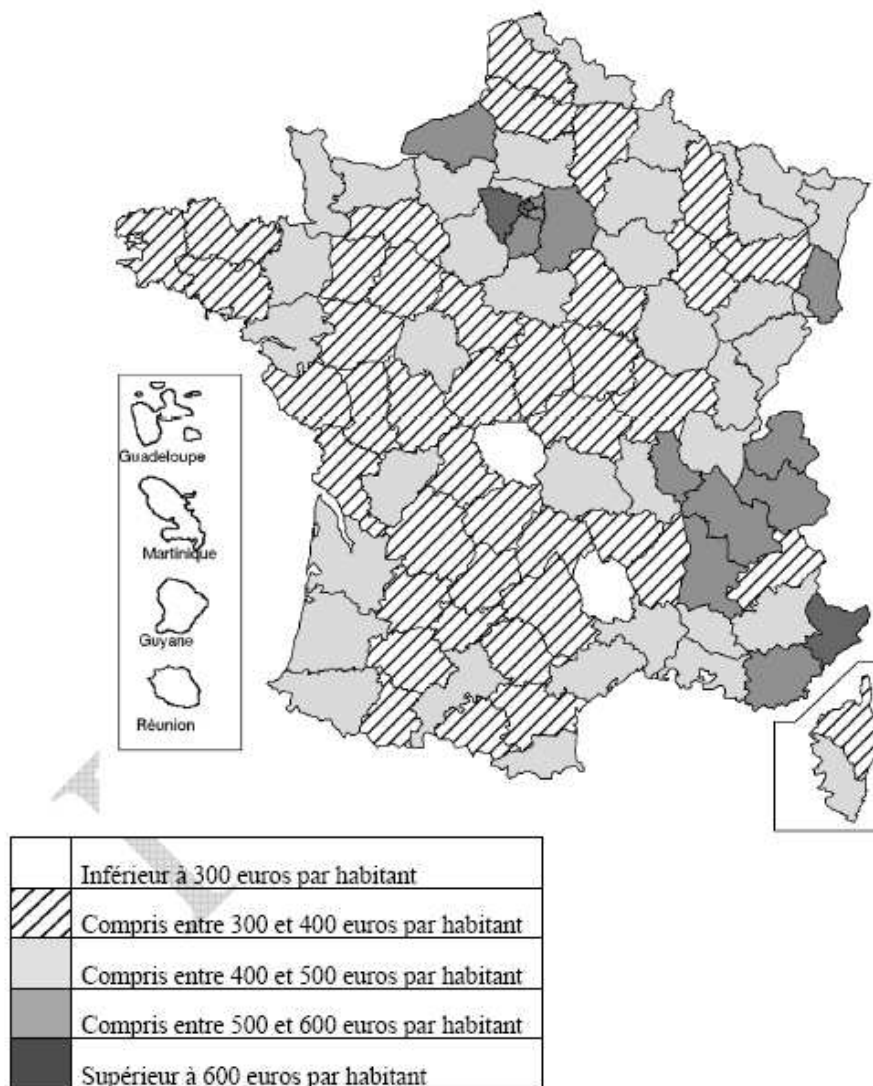 Guadeloupe
Martinique
Guyane
Réunion
Inférieur à 300 euros par habitant
Compris entre 300 et 400 euros par habitant
Compris entre 400 et 500 euros par habitant
Compris entre 500 et 600 euros par habitant
Supérieur à 600 euros par habitant